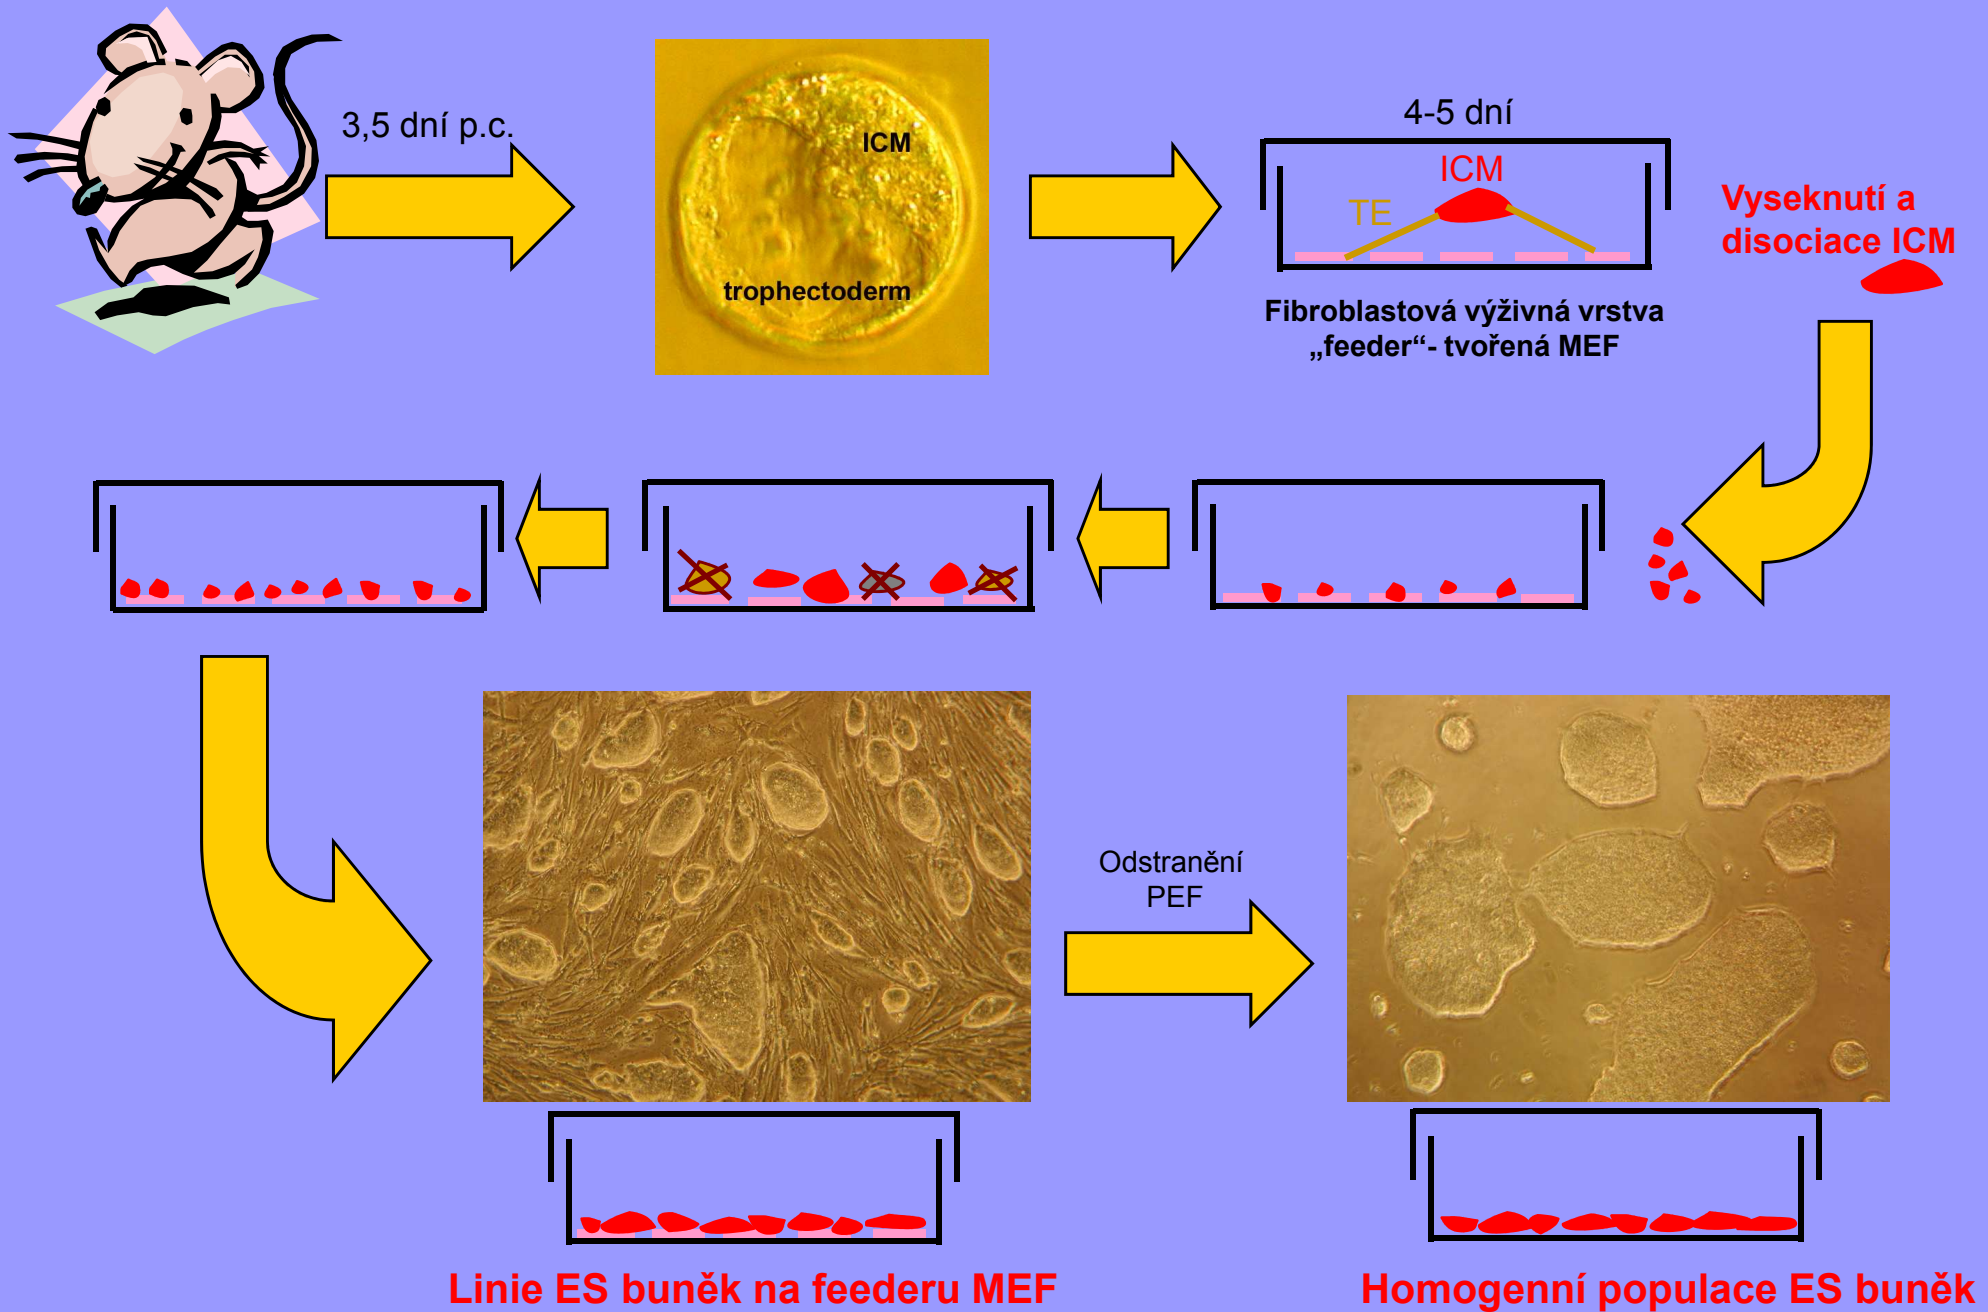 3,5 dní p.c.
ICM
trophectoderm
4-5 dní
ICM
TE
Fibroblastová výživná vrstva
„feeder“- tvořená MEF
Vyseknutí a
disociace ICM
Odstranění
PEF
Linie ES buněk na feederu MEF
Homogenní populace ES buněk